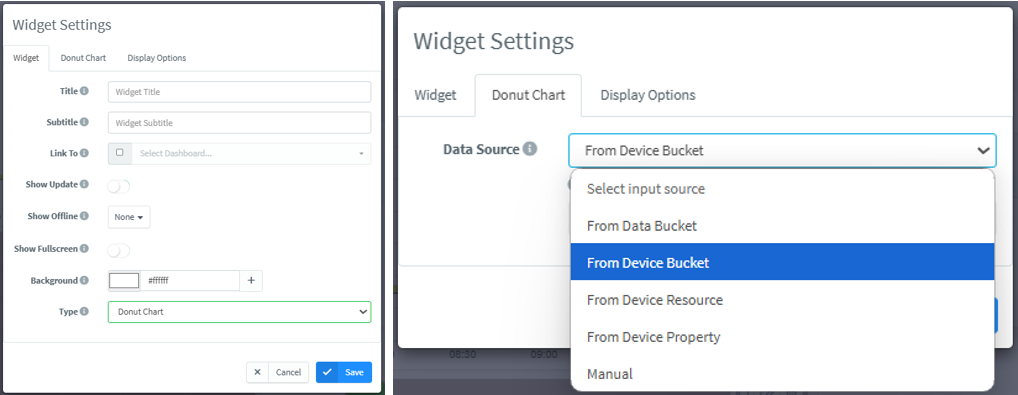 Widget Settings
Widget
Donut Chart
Display Options
Title
Widget Title
Subtitle
Widget Subtitle
Link To
Select Dashboard...
Show Update
Show Offline
None
Show Fullscreen
Background
#ffffff
+
Type
Donut Chart
Cancel
Save
Widget Settings
Widget
Donut Chart
Display Options
Data Source
From Device Bucket
Select input source
From Data Bucket
From Device Bucket
From Device Resource
From Device Property
Manual
08:30
09:00